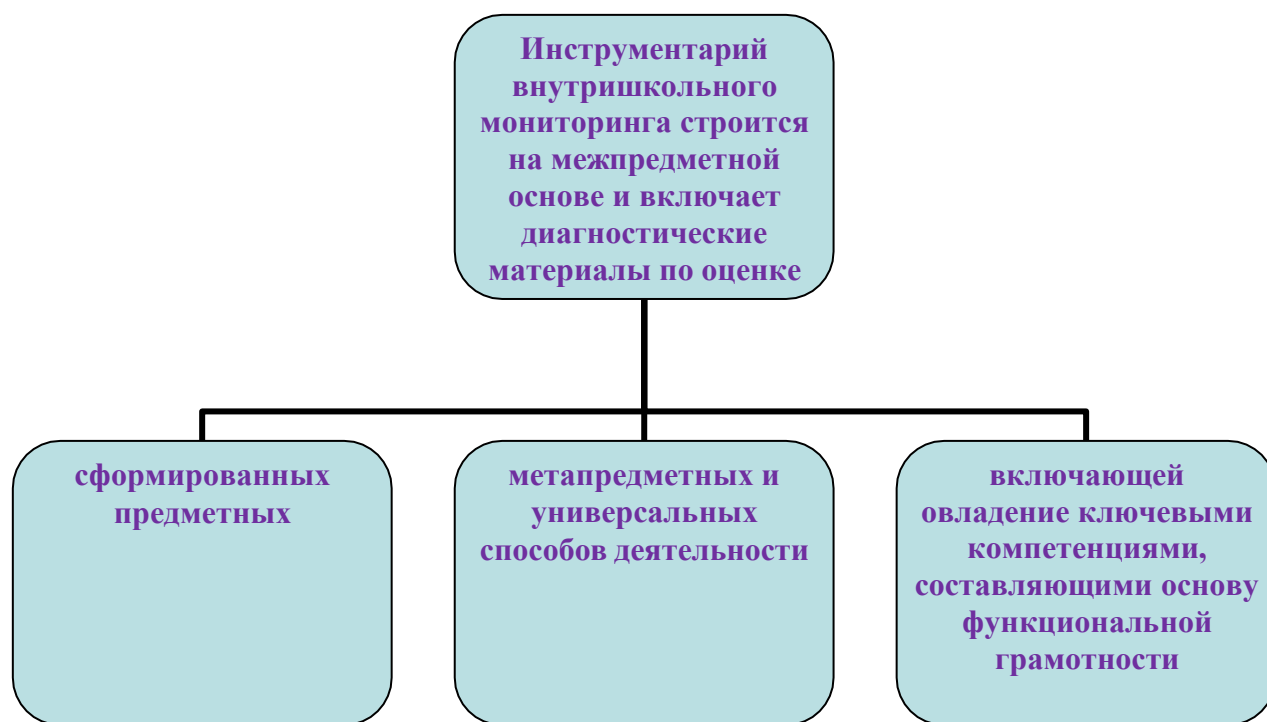 Инструментарий
внутришкольного
мониторинга строится
на межпредметной
основе и включает
диагностические
материалы по оценке
сформированных
предметных
метапредметных и
универсальных
способов деятельности
включающей
овладение ключевыми
компетенциями,
составляющими основу
функциональной
грамотности